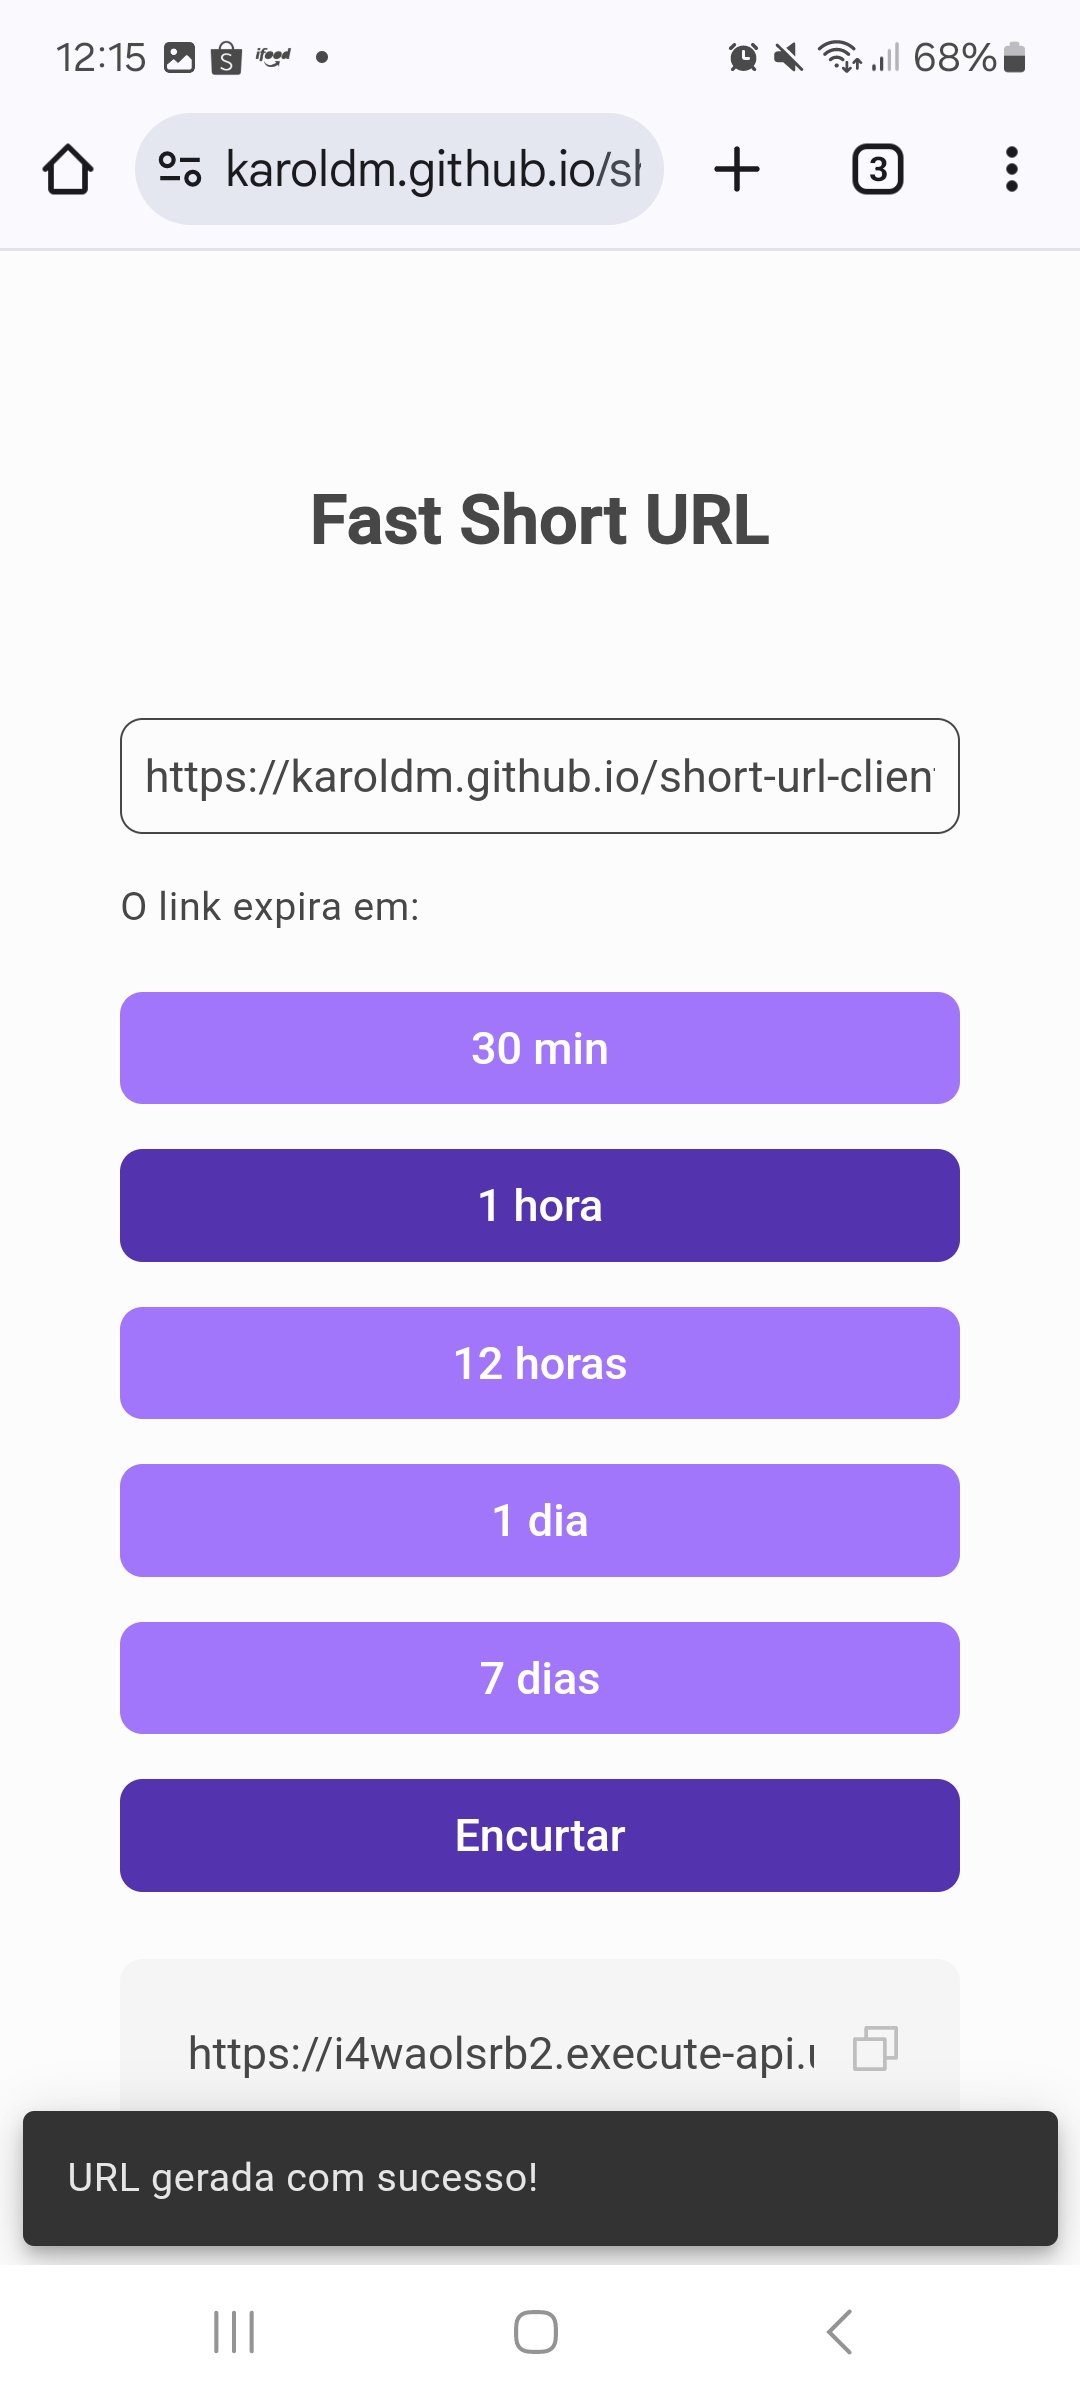 12:15 S ifood 68%
karoldm.github.io/sh 3
Fast Short URL
https://karoldm.github.io/short-url-client
O link expira em:
30 min
1 hora
12 horas
1 dia
7 dias
Encurtar
https://i4waolsrb2.execute-api.u
URL gerada com sucesso!